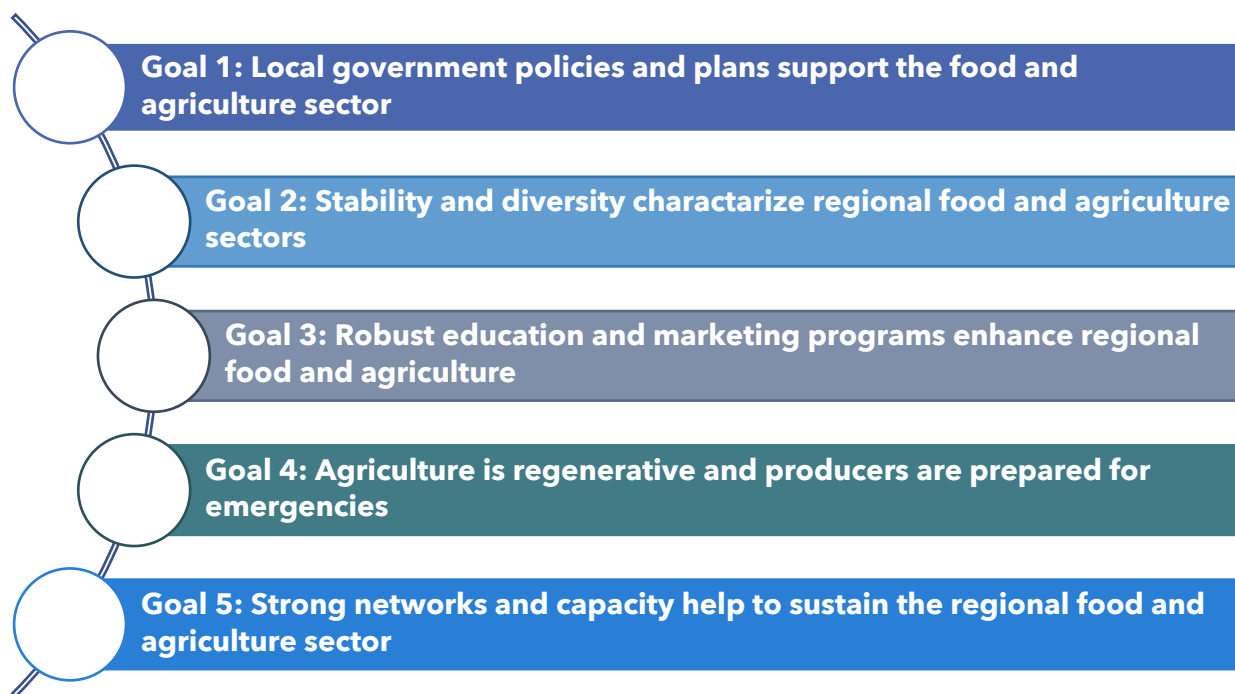 Goal 1: Local government policies and plans support the food and
agriculture sector
Goal 2: Stability and diversity charactarize regional food and agriculture
sectors
Goal 3: Robust education and marketing programs enhance regional
food and agriculture
Goal 4: Agriculture is regenerative and producers are prepared for
emergencies
Goal 5: Strong networks and capacity help to sustain the regional food and
agriculture sector